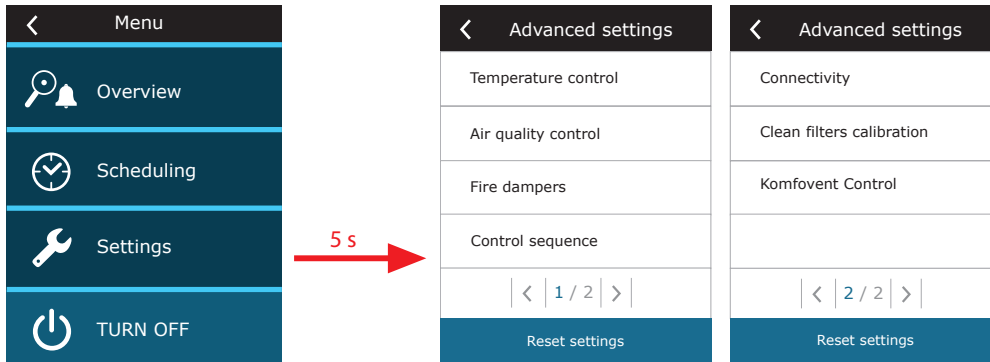 Menu
Overview
Scheduling
Settings
TURN OFF
5 s
Advanced settings
Temperature control
Air quality control
Fire dampers
Control sequence
1 / 2
Reset settings
Advanced settings
Connectivity
Clean filters calibration
Komfovent Control
2 / 2
Reset settings